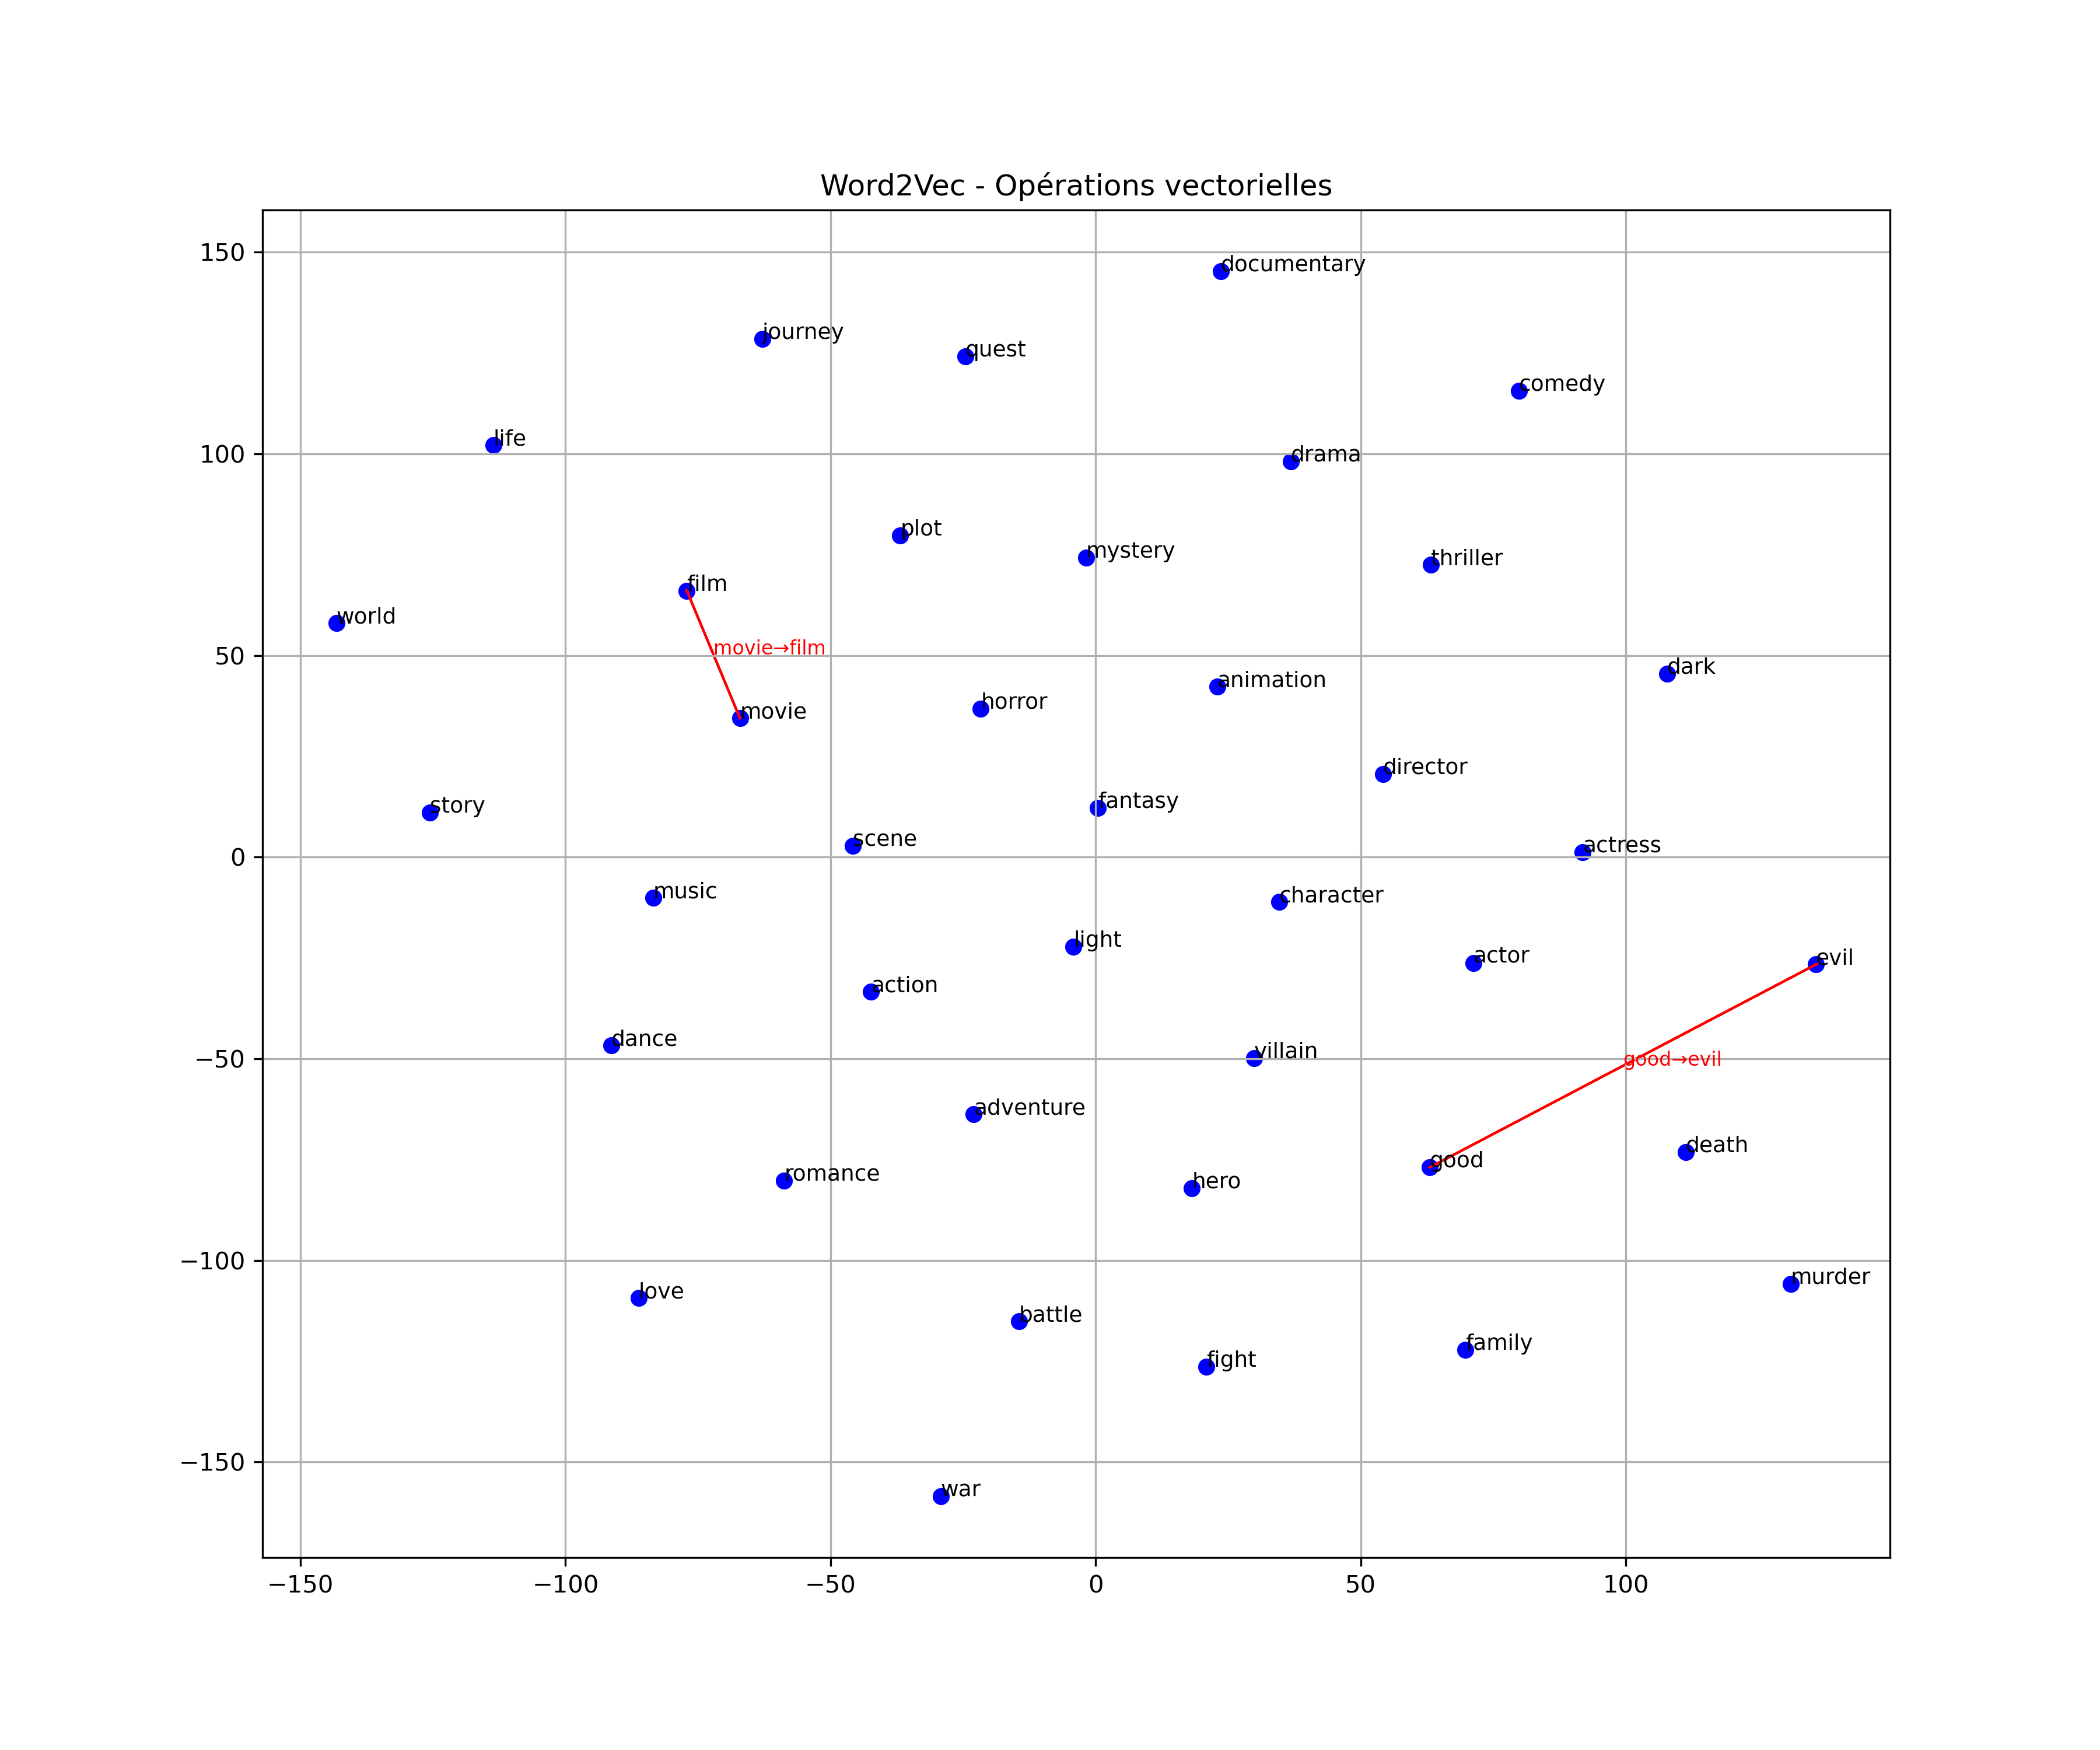 Word2Vec - Opérations vectorielles
150
documentary
journey
quest
comedy
life
100
drama
plot
mystery
thriller
film
world
movie→film
50
dark
animation
horror
movie
director
story
fantasy
scene
actress
0
music
character
light
actor
evil
action
dance
villain
−50
good→evil
adventure
death
good
romance
hero
−100
murder
love
battle
family
fight
−150
war
−150
−100
−50
0
50
100